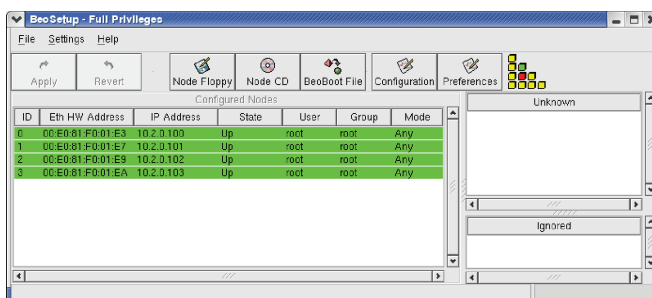 BeoSetup - Full Privileges
File Settings Help
Apply Revert Node Floppy Node CD BeoBoot File Configuration Preferences
Configured Nodes
ID Eth HW Address IP Address State User Group Mode
0 00:E0:81:F0:01:E3 10.2.0.100 Up root root Any
1 00:E0:81:F0:01:E7 10.2.0.101 Up root root Any
2 00:E0:81:F0:01:E9 10.2.0.102 Up root root Any
3 00:E0:81:F0:01:EA 10.2.0.103 Up root root Any
Unknown
Ignored